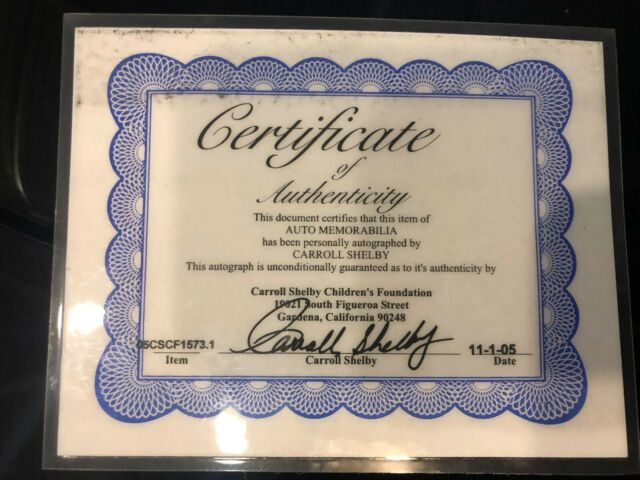 Certificate
of
Authenticity
This document certifies that this item of
AUTO MEMORABILIA
has been personally autographed by
CARROLL SHELBY
This autograph is unconditionally guaranteed as to it's authenticity by
Carroll Shelby Children's Foundation
19021 South Figueroa Street
Gardena, California 90248
05CSCF1573.1 Carroll Shelby 11-1-05
Item Carroll Shelby Date